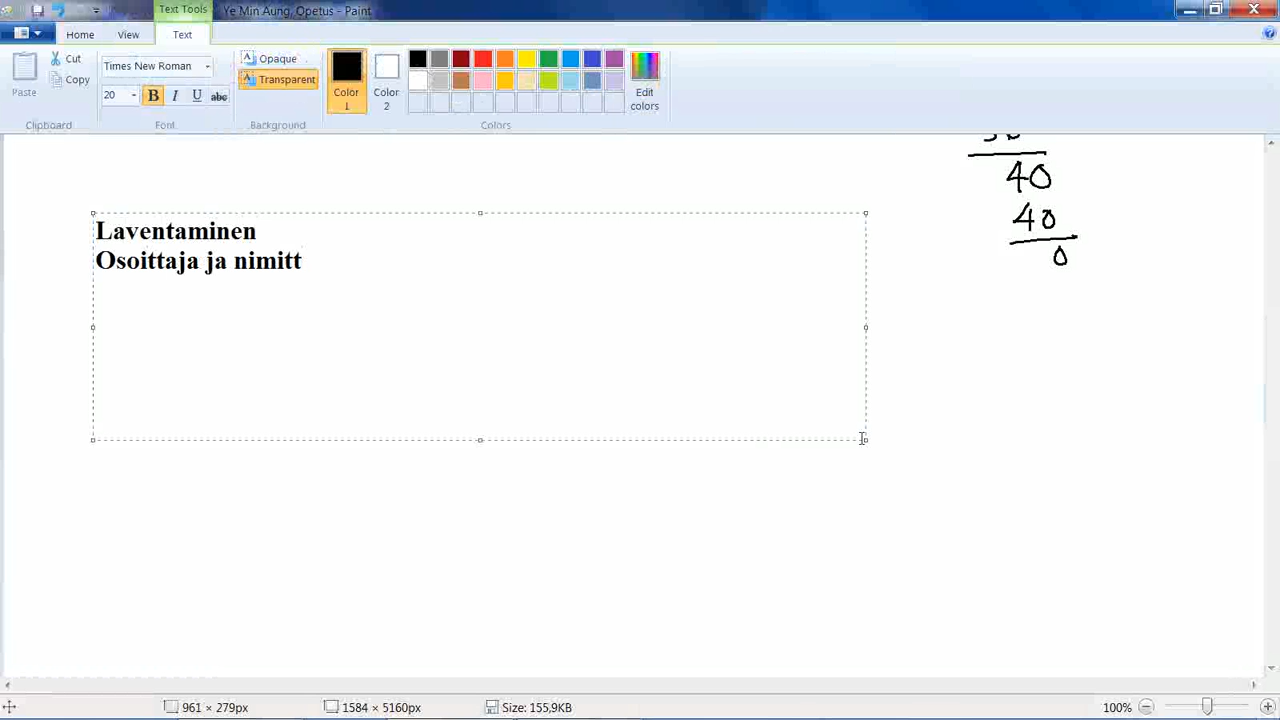 Text Tools
Ye Min Aung, Opetus - Paint
Home
View
Text
Paste
Cut
Copy
Clipboard
Times New Roman
20
B
I
U
abc
Font
Opaque
Transparent
Background
Color
1
Color
2
Edit
colors
Colors
40
40
0
Laventaminen
Osoittaja ja nimitt
961 × 279px
1584 × 5160px
Size: 155,9KB
100%